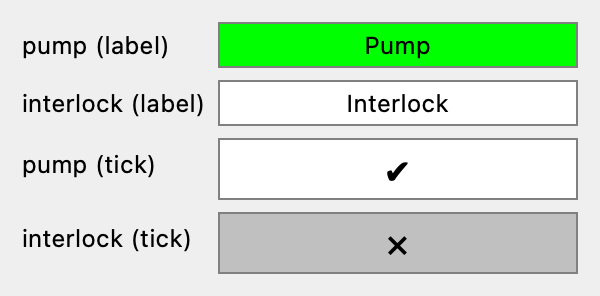 pump (label) Pump
interlock (label) Interlock
pump (tick) ✔
interlock (tick) ✕